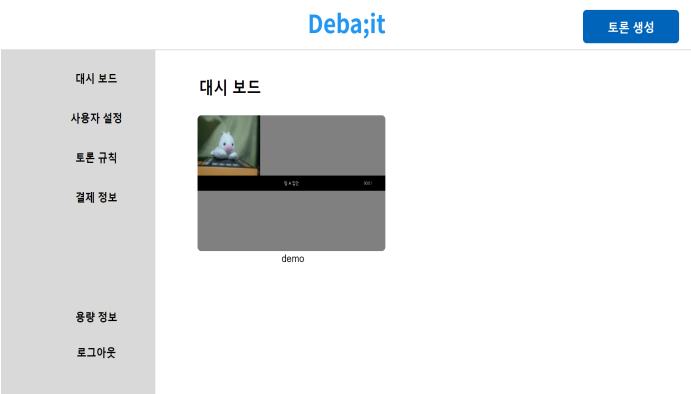 Deba;it
토론 생성
대시 보드
사용자 설정
토론 규칙
결제 정보
용량 정보
로그아웃
대시 보드
demo